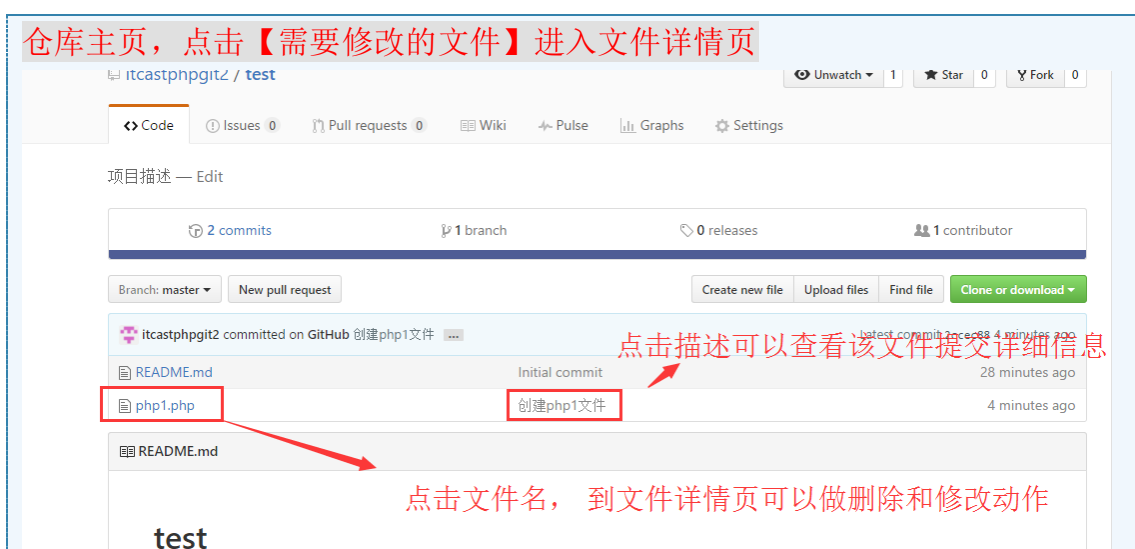 仓库主页，点击【需要修改的文件】进入文件详情页
itcastphpgit2 / test
Unwatch 1 Star 0 Fork 0
Code Issues 0 Pull requests 0 Wiki Pulse Graphs Settings
项目描述 — Edit
2 commits 1 branch 0 releases 1 contributor
Branch: master New pull request Create new file Upload files Find file Clone or download
itcastphpgit2 committed on GitHub 创建php1文件 ... Latest commit 4 minutes ago
点击描述可以查看该文件提交详细信息
README.md Initial commit 28 minutes ago
php1.php 创建php1文件 4 minutes ago
README.md
点击文件名， 到文件详情页可以做删除和修改动作
test